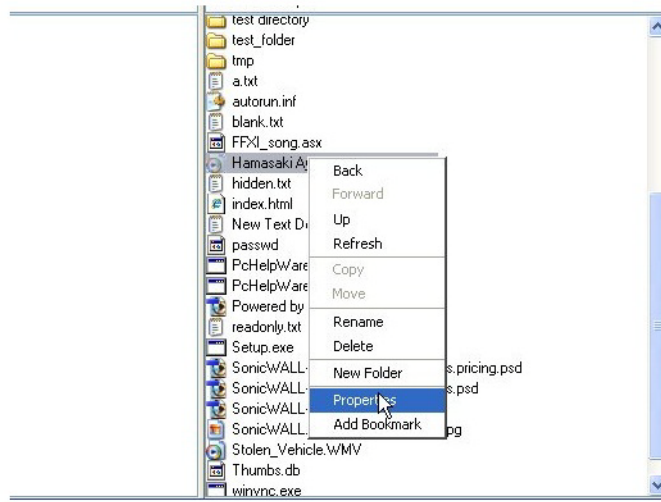 test directory
test_folder
tmp
a.txt
autorun.inf
blank.txt
FFXI_song.asx
Hamasaki
hidden.txt
index.html
New Text
passwd
PcHelpWare
PcHelpWare
Powered by
readonly.txt
Setup.exe
SonicWALL- s.pricing.psd
SonicWALL- s.psd
SonicWALL-
SonicWALL. pg
Stolen_Vehicle.WMV
Thumbs.db
winvnc.exe
Back
Forward
Up
Refresh
Copy
Move
Rename
Delete
New Folder
Properties
Add Bookmark